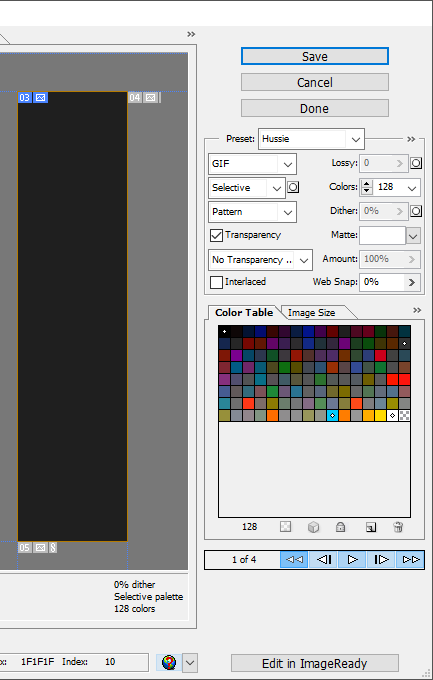 Save
03
04
Cancel
Done
Preset: Hussie
GIF
Lossy: 0
Selective
Colors: 128
Pattern
Dither: 0%
Transparency
Matte:
No Transparency ..
Amount: 100%
Interlaced
Web Snap: 0%
Color Table
Image Size
128
05
8
1 of 4
0% dither
Selective palette
128 colors
x: 1F1F1F Index: 10
Edit in ImageReady